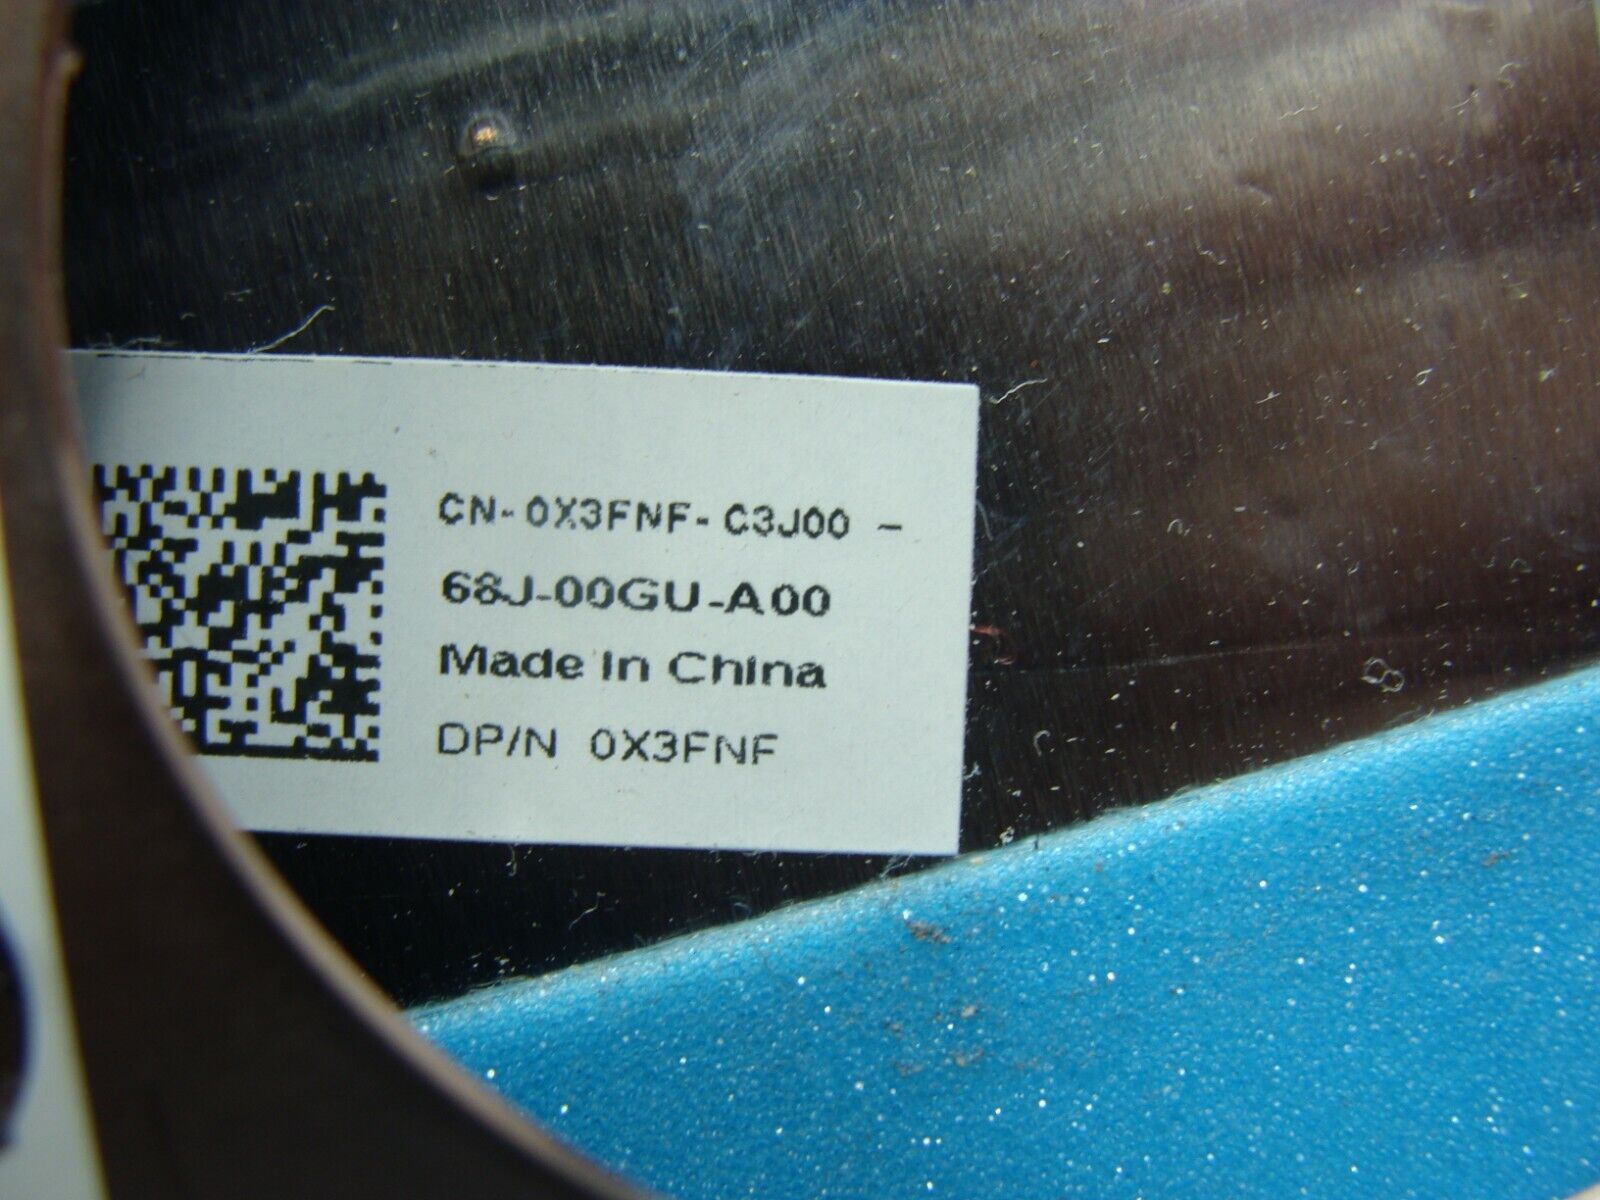 CN-0X3FNF-C3J00 -
68J-00GU-A00
Made In China
DP/N 0X3FNF